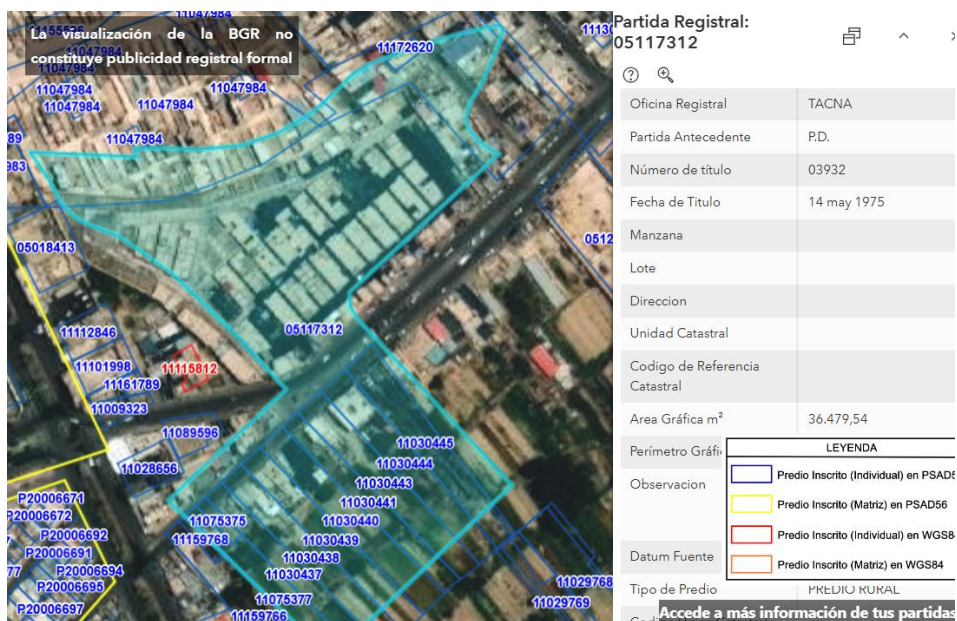 11047984
La visualización de la BGR no
constituye publicidad registral formal
11047984
11047984
11047984
11047984
11047984
11172620
05018413
05117312
11112846
11101998
11161789
11115812
11009323
11089596
11028656
11030445
11030444
11030443
11030441
11030440
11030439
11030438
11030437
11075375
11159768
11075377
11159766
11029768
11029769
P20006671
P20006672
P20006692
P20006691
P20006694
P20006695
P20006697
Partida Registral:
05117312
Oficina Registral TACNA
Partida Antecedente P.D.
Número de título 03932
Fecha de Titulo 14 may 1975
Manzana
Lote
Direccion
Unidad Catastral
Codigo de Referencia
Catastral
Area Gráfica m² 36.479,54
Perímetro Gráfi
Observacion
Datum Fuente
Tipo de Predio PREDIO RURAL
LEYENDA
Predio Inscrito (Individual) en PSAD5
Predio Inscrito (Matriz) en PSAD56
Predio Inscrito (Individual) en WGS84
Predio Inscrito (Matriz) en WGS84
Accede a más información de tus partidas